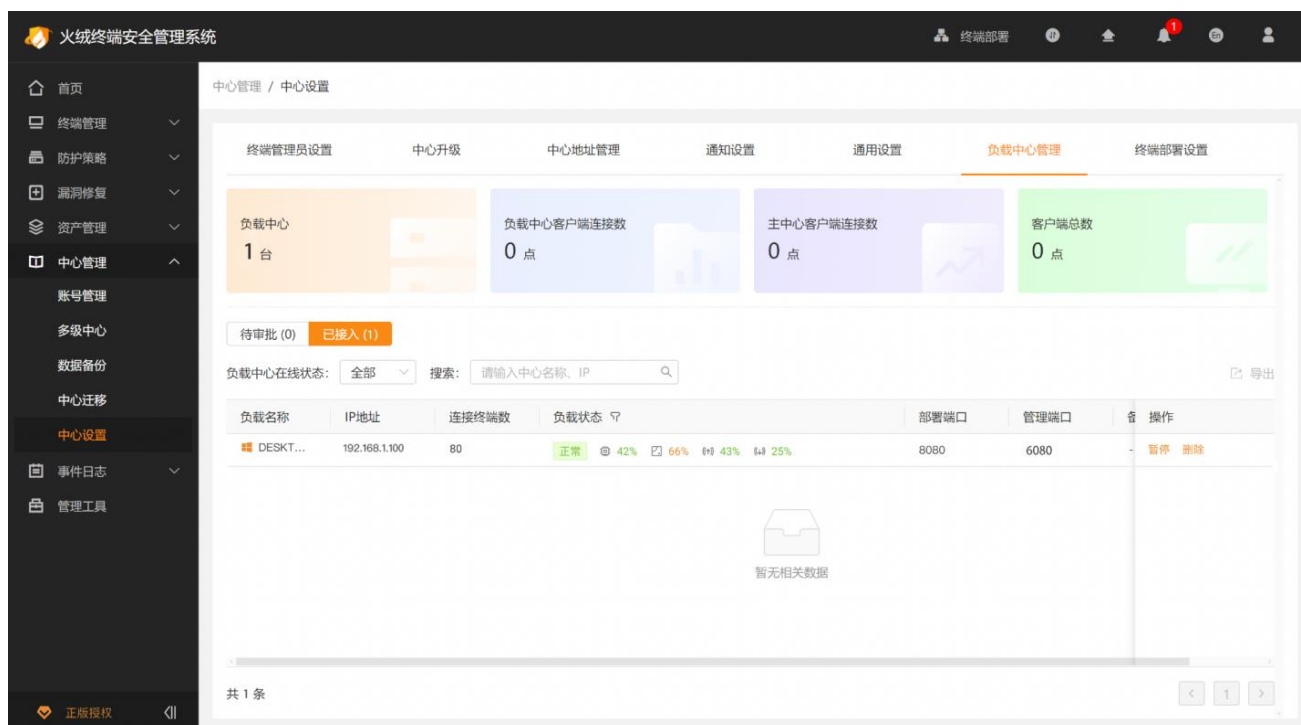 火绒终端安全管理系统
终端部署
1
En
首页
终端管理
防护策略
漏洞修复
资产管理
中心管理
账号管理
多级中心
数据备份
中心迁移
中心设置
事件日志
管理工具
正版授权
中心管理 / 中心设置
终端管理员设置 中心升级 中心地址管理 通知设置 通用设置 负载中心管理 终端部署设置
负载中心 负载中心客户端连接数 主中心客户端连接数 客户端总数
1 台 0 点 0 点 0 点
待审批 (0) 已接入 (1)
负载中心在线状态: 全部 搜索: 请输入中心名称、IP 导出
负载名称 IP地址 连接终端数 负载状态 部署端口 管理端口 操作
DESKT... 192.168.1.100 80 正常 42% 66% 43% 25% 8080 6080 - 暂停 删除
暂无相关数据
共 1 条 1